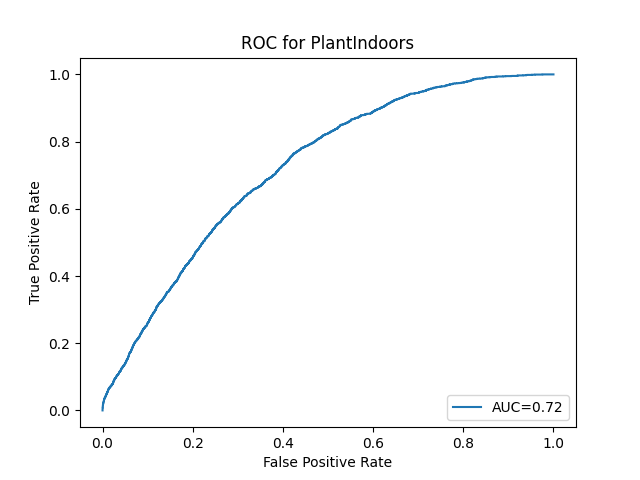 ROC for PlantIndoors
True Positive Rate
1.0
0.8
0.6
0.4
0.2
0.0
AUC=0.72
0.0 0.2 0.4 0.6 0.8 1.0
False Positive Rate